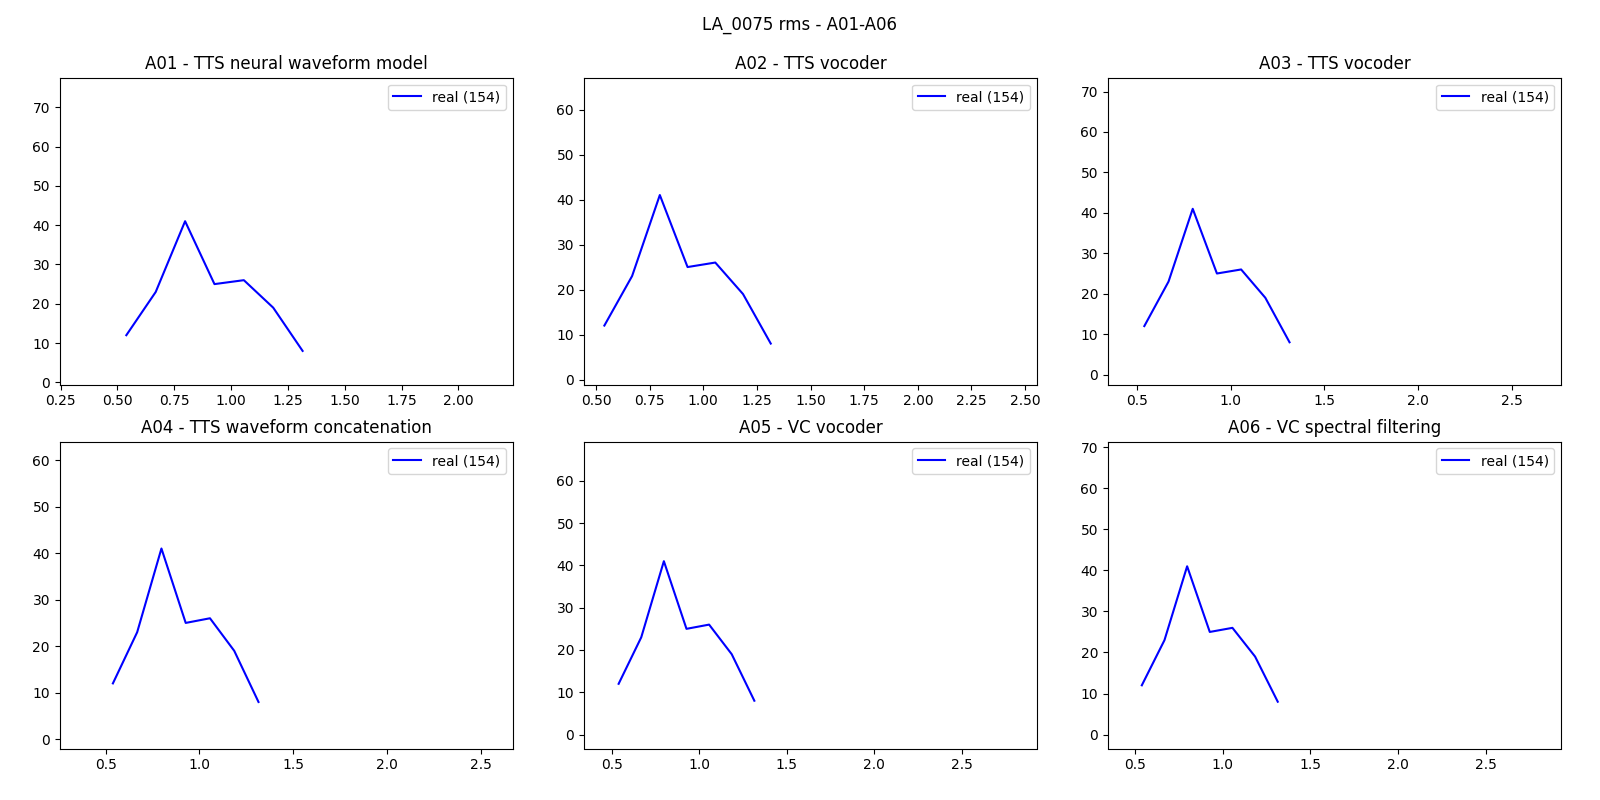 LA_0075 rms - A01-A06
A01 - TTS neural waveform model
real (154)
70
60
50
40
30
20
10
0
0.25 0.50 0.75 1.00 1.25 1.50 1.75 2.00
A02 - TTS vocoder
real (154)
60
50
40
30
20
10
0
0.50 0.75 1.00 1.25 1.50 1.75 2.00 2.25 2.50
A03 - TTS vocoder
real (154)
70
60
50
40
30
20
10
0
0.5 1.0 1.5 2.0 2.5
A04 - TTS waveform concatenation
real (154)
60
50
40
30
20
10
0
0.5 1.0 1.5 2.0 2.5
A05 - VC vocoder
real (154)
60
50
40
30
20
10
0
0.5 1.0 1.5 2.0 2.5
A06 - VC spectral filtering
real (154)
70
60
50
40
30
20
10
0
0.5 1.0 1.5 2.0 2.5